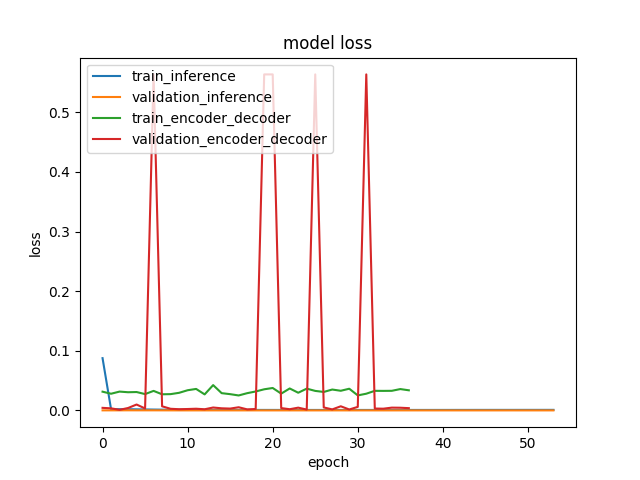 model loss
train_inference
validation_inference
train_encoder_decoder
validation_encoder_decoder
loss
0.5
0.4
0.3
0.2
0.1
0.0
0 10 20 30 40 50
epoch